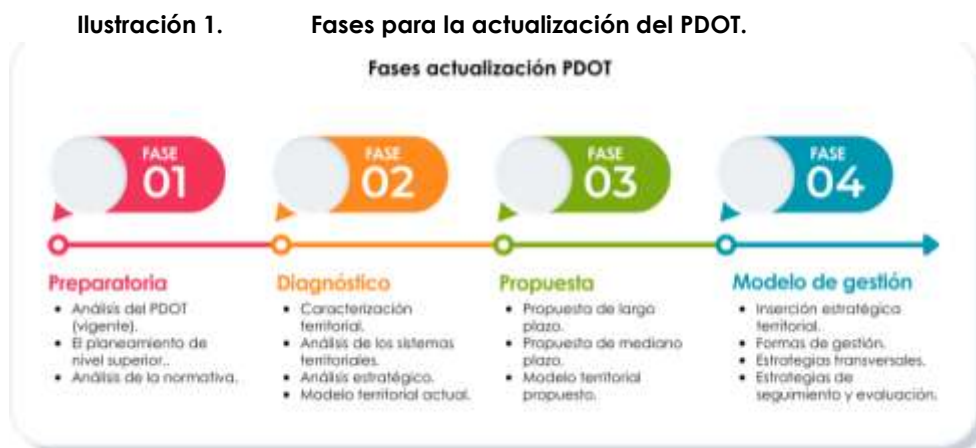 Ilustración 1. Fases para la actualización del PDOT.
Fases actualización PDOT
FASE
01
FASE
02
FASE
03
FASE
04
Preparatoria
• Análisis del PDOT
(vigente).
• El planeamiento de
nivel superior..
• Análisis de la normativa.
Diagnóstico
• Caracterización
territorial.
• Análisis de los sistemas
territoriales.
• Análisis estratégico.
• Modelo territorial actual.
Propuesta
• Propuesta de largo
plazo.
• Propuesta de mediano
plazo.
• Modelo territorial
propuesto.
Modelo de gestión
• Inserción estratégica
territorial.
• Formas de gestión.
• Estrategias transversales.
• Estrategias de
seguimiento y evaluación.